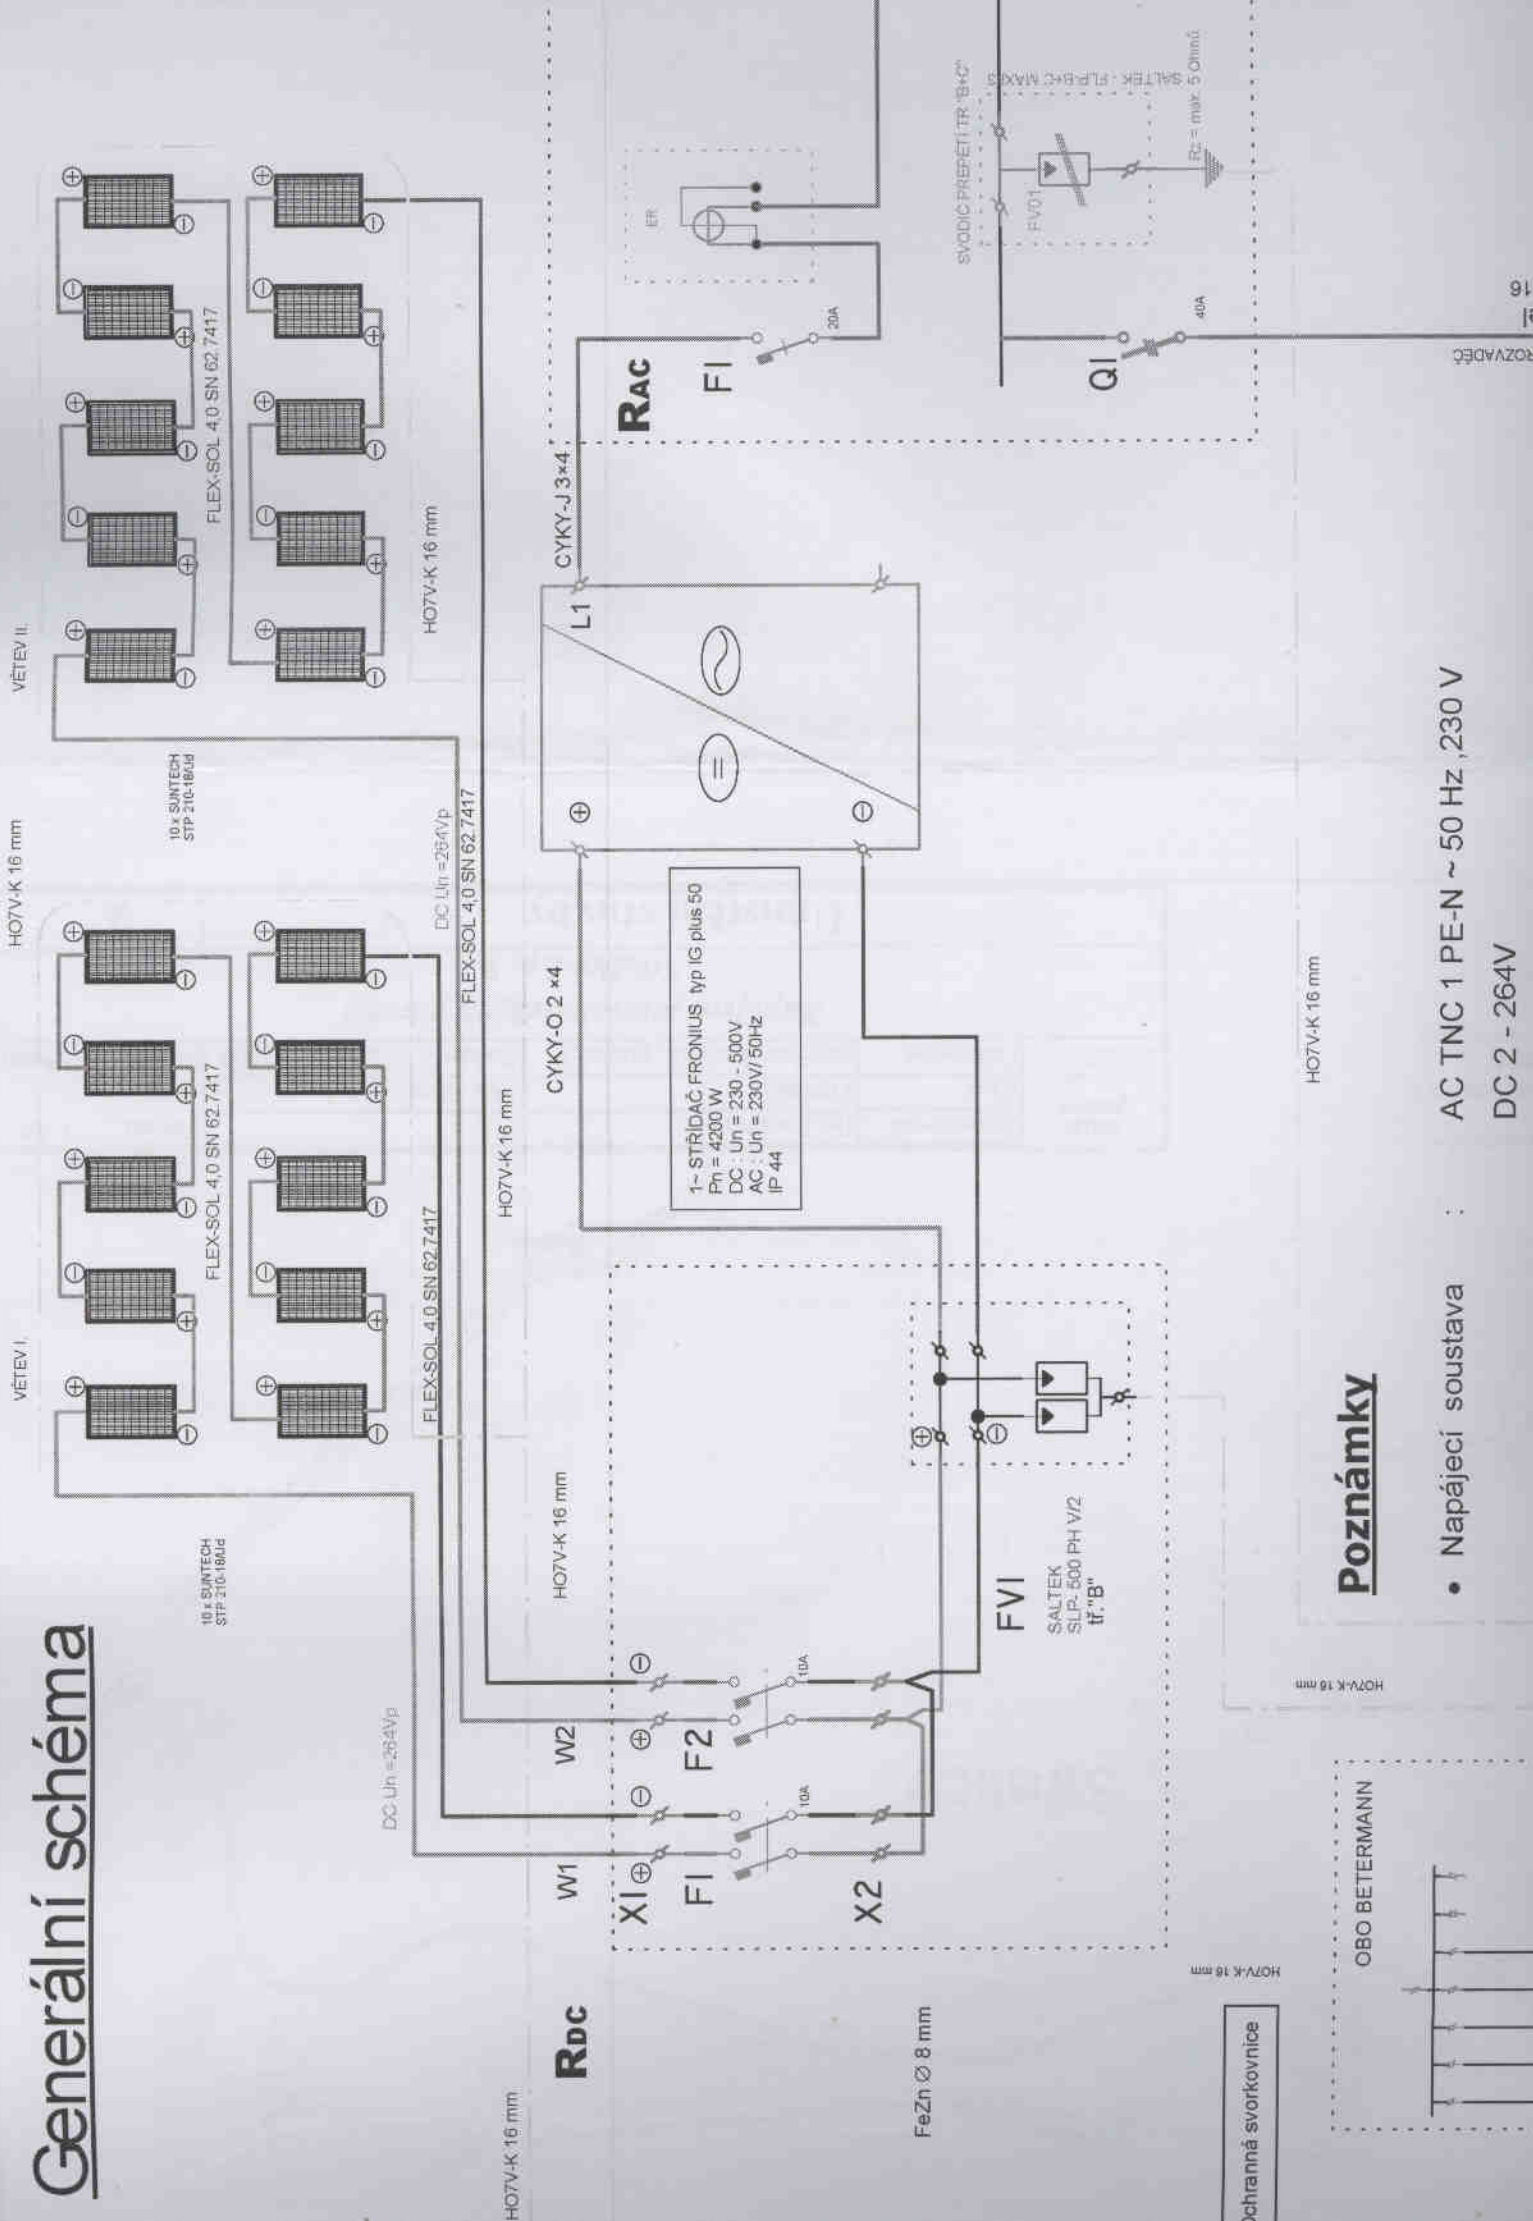 Generální schéma
VĚTEV I.
HO7V-K 16 mm
VĚTEV II.
10 x SUNTECH
STP 210-18/Ud
FLEX-SOL 4,0 SN 62.7417
10 x SUNTECH
STP 210-18/Ud
FLEX-SOL 4,0 SN 62.7417
DC Un =264Vp
FLEX-SOL 4,0 SN 62.7417
DC Un =264Vp
FLEX-SOL 4,0 SN 62.7417
HO7V-K 16 mm
HO7V-K 16 mm
HO7V-K 16 mm
HO7V-K 16 mm
RDC
W1
W2
XI
FI
F2
10A
10A
X2
CYKY-O 2 ×4
CYKY-J 3×4
L1
1~ STŘÍDAČ FRONIUS typ IG plus 50
Pn = 4200 W
DC : Un = 230 - 500V
AC : Un = 230V/ 50Hz
IP 44
RAC
FI
20A
ER
SVODIČ PŘEPĚTÍ TŘ "B+C"
SALTEK - FLP-B+C MAXI S
FV01
Rz = max. 5 Ohmů
QI
40A
ROZVADĚČ
16
FVI
SALTEK
SLP- 500 PH V/2
tř."B"
FeZn Ø 8 mm
HO7V-K 16 mm
HO7V-K 16 mm
HO7V-K 16 mm
Ochranná svorkovnice
OBO BETERMANN
Poznámky
• Napájecí soustava : AC TNC 1 PE-N ~ 50 Hz ,230 V
DC 2 - 264V